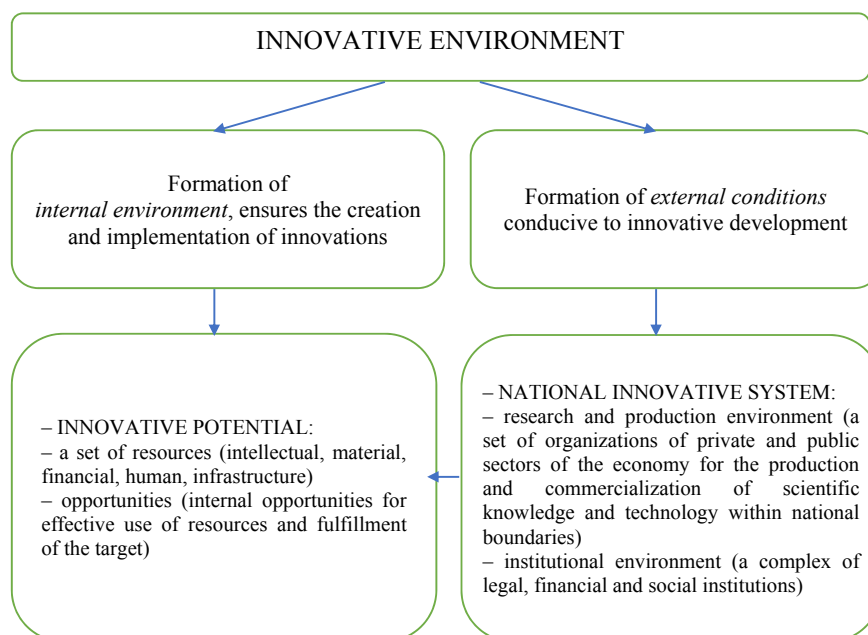 INNOVATIVE ENVIRONMENT
Formation of
internal environment, ensures the creation
and implementation of innovations
Formation of external conditions
conducive to innovative development
– INNOVATIVE POTENTIAL:
– a set of resources (intellectual, material,
financial, human, infrastructure)
– opportunities (internal opportunities for
effective use of resources and fulfillment
of the target)
– NATIONAL INNOVATIVE SYSTEM:
– research and production environment (a
set of organizations of private and public
sectors of the economy for the production
and commercialization of scientific
knowledge and technology within national
boundaries)
– institutional environment (a complex of
legal, financial and social institutions)